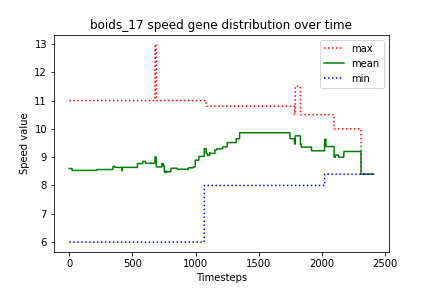 boids_17 speed gene distribution over time
13
12
11
10
9
8
7
6
Speed value
max
mean
min
0 500 1000 1500 2000 2500
Timesteps